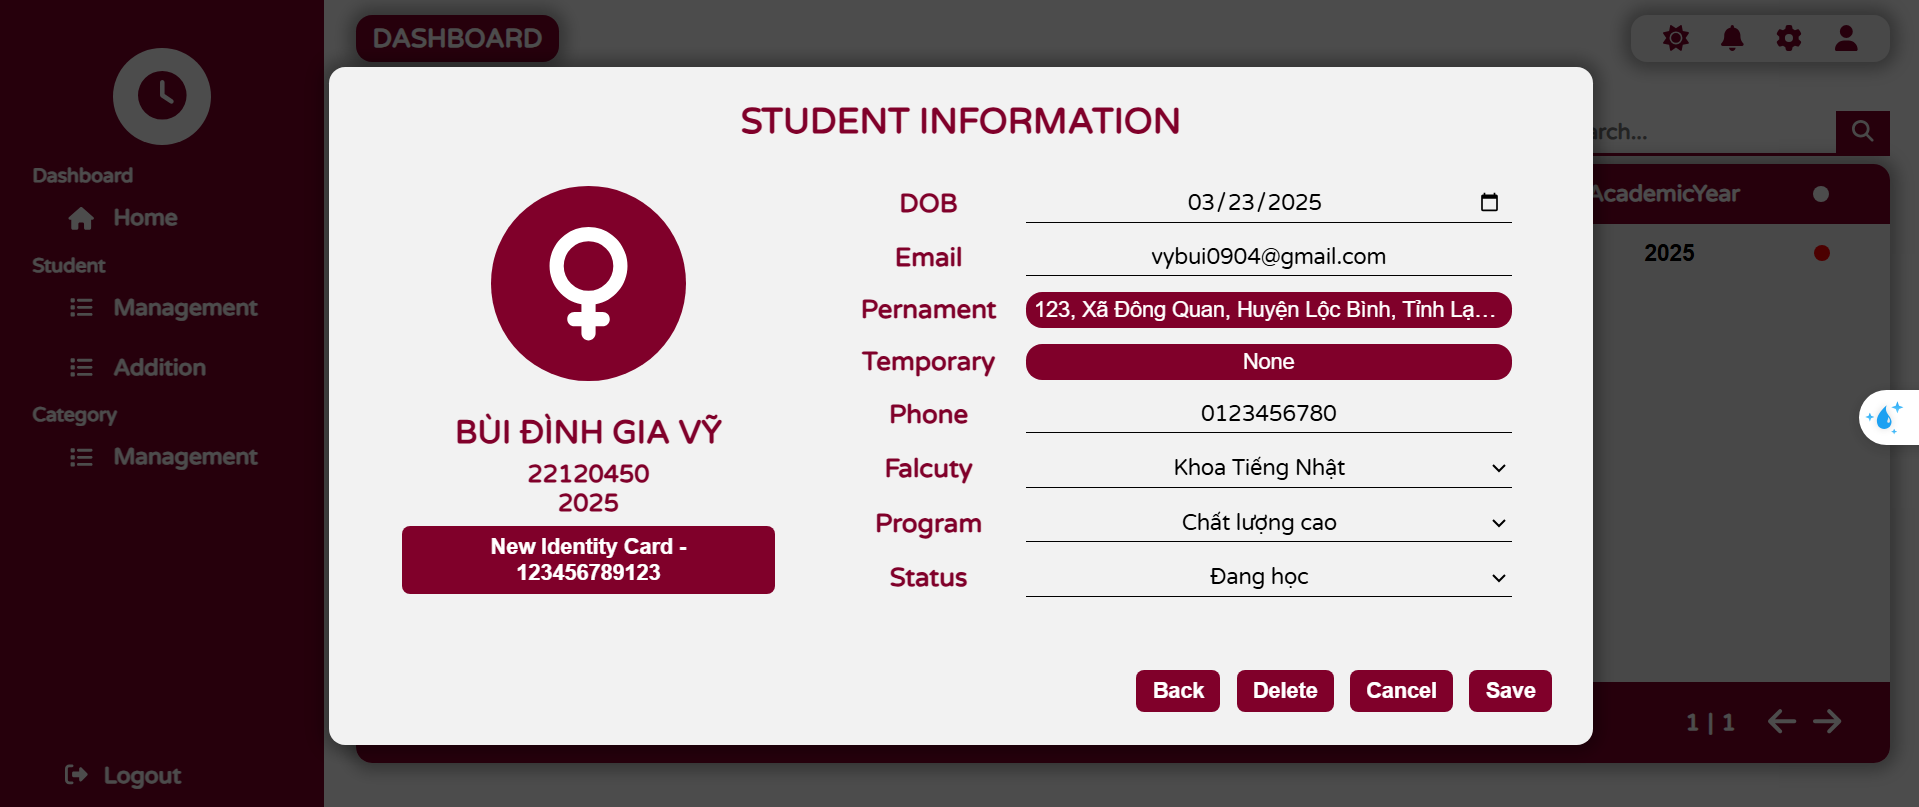 DASHBOARD
Dashboard
Home
Student
Management
Addition
Category
Management
Logout
STUDENT INFORMATION
BÙI ĐÌNH GIA VỸ
22120450
2025
New Identity Card -
123456789123
DOB 03/23/2025
Email vybui0904@gmail.com
Pernament 123, Xã Đông Quan, Huyện Lộc Bình, Tỉnh Lạ...
Temporary None
Phone 0123456780
Falcuty Khoa Tiếng Nhật
Program Chất lượng cao
Status Đang học
Back Delete Cancel Save
arch...
AcademicYear
2025
1 | 1